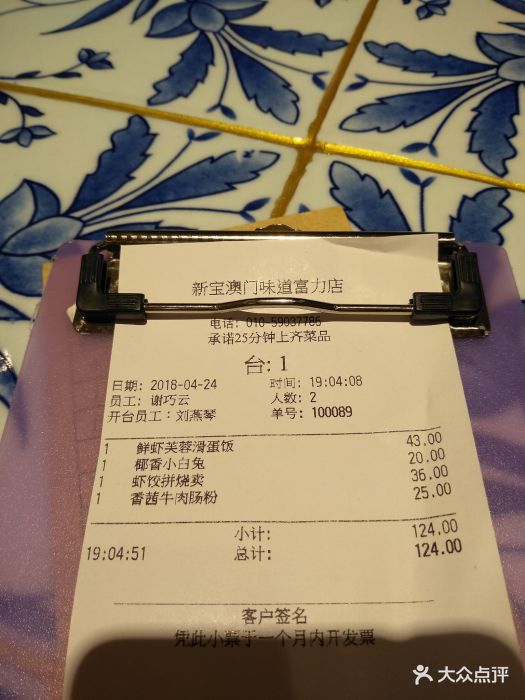 新宝澳门味道富力店
电话: 010-59037786
承诺25分钟上齐菜品
台: 1
日期: 2018-04-24 时间: 19:04:08
员工: 谢巧云 人数: 2
开台员工: 刘燕琴 单号: 100089
1 鲜虾芙蓉滑蛋饭 43.00
1 椰香小白兔 20.00
1 虾饺拼烧卖 36.00
1 香茜牛肉肠粉 25.00
小计: 124.00
19:04:51 总计: 124.00
客户签名
凭此小票于一个月内开发票
大众点评